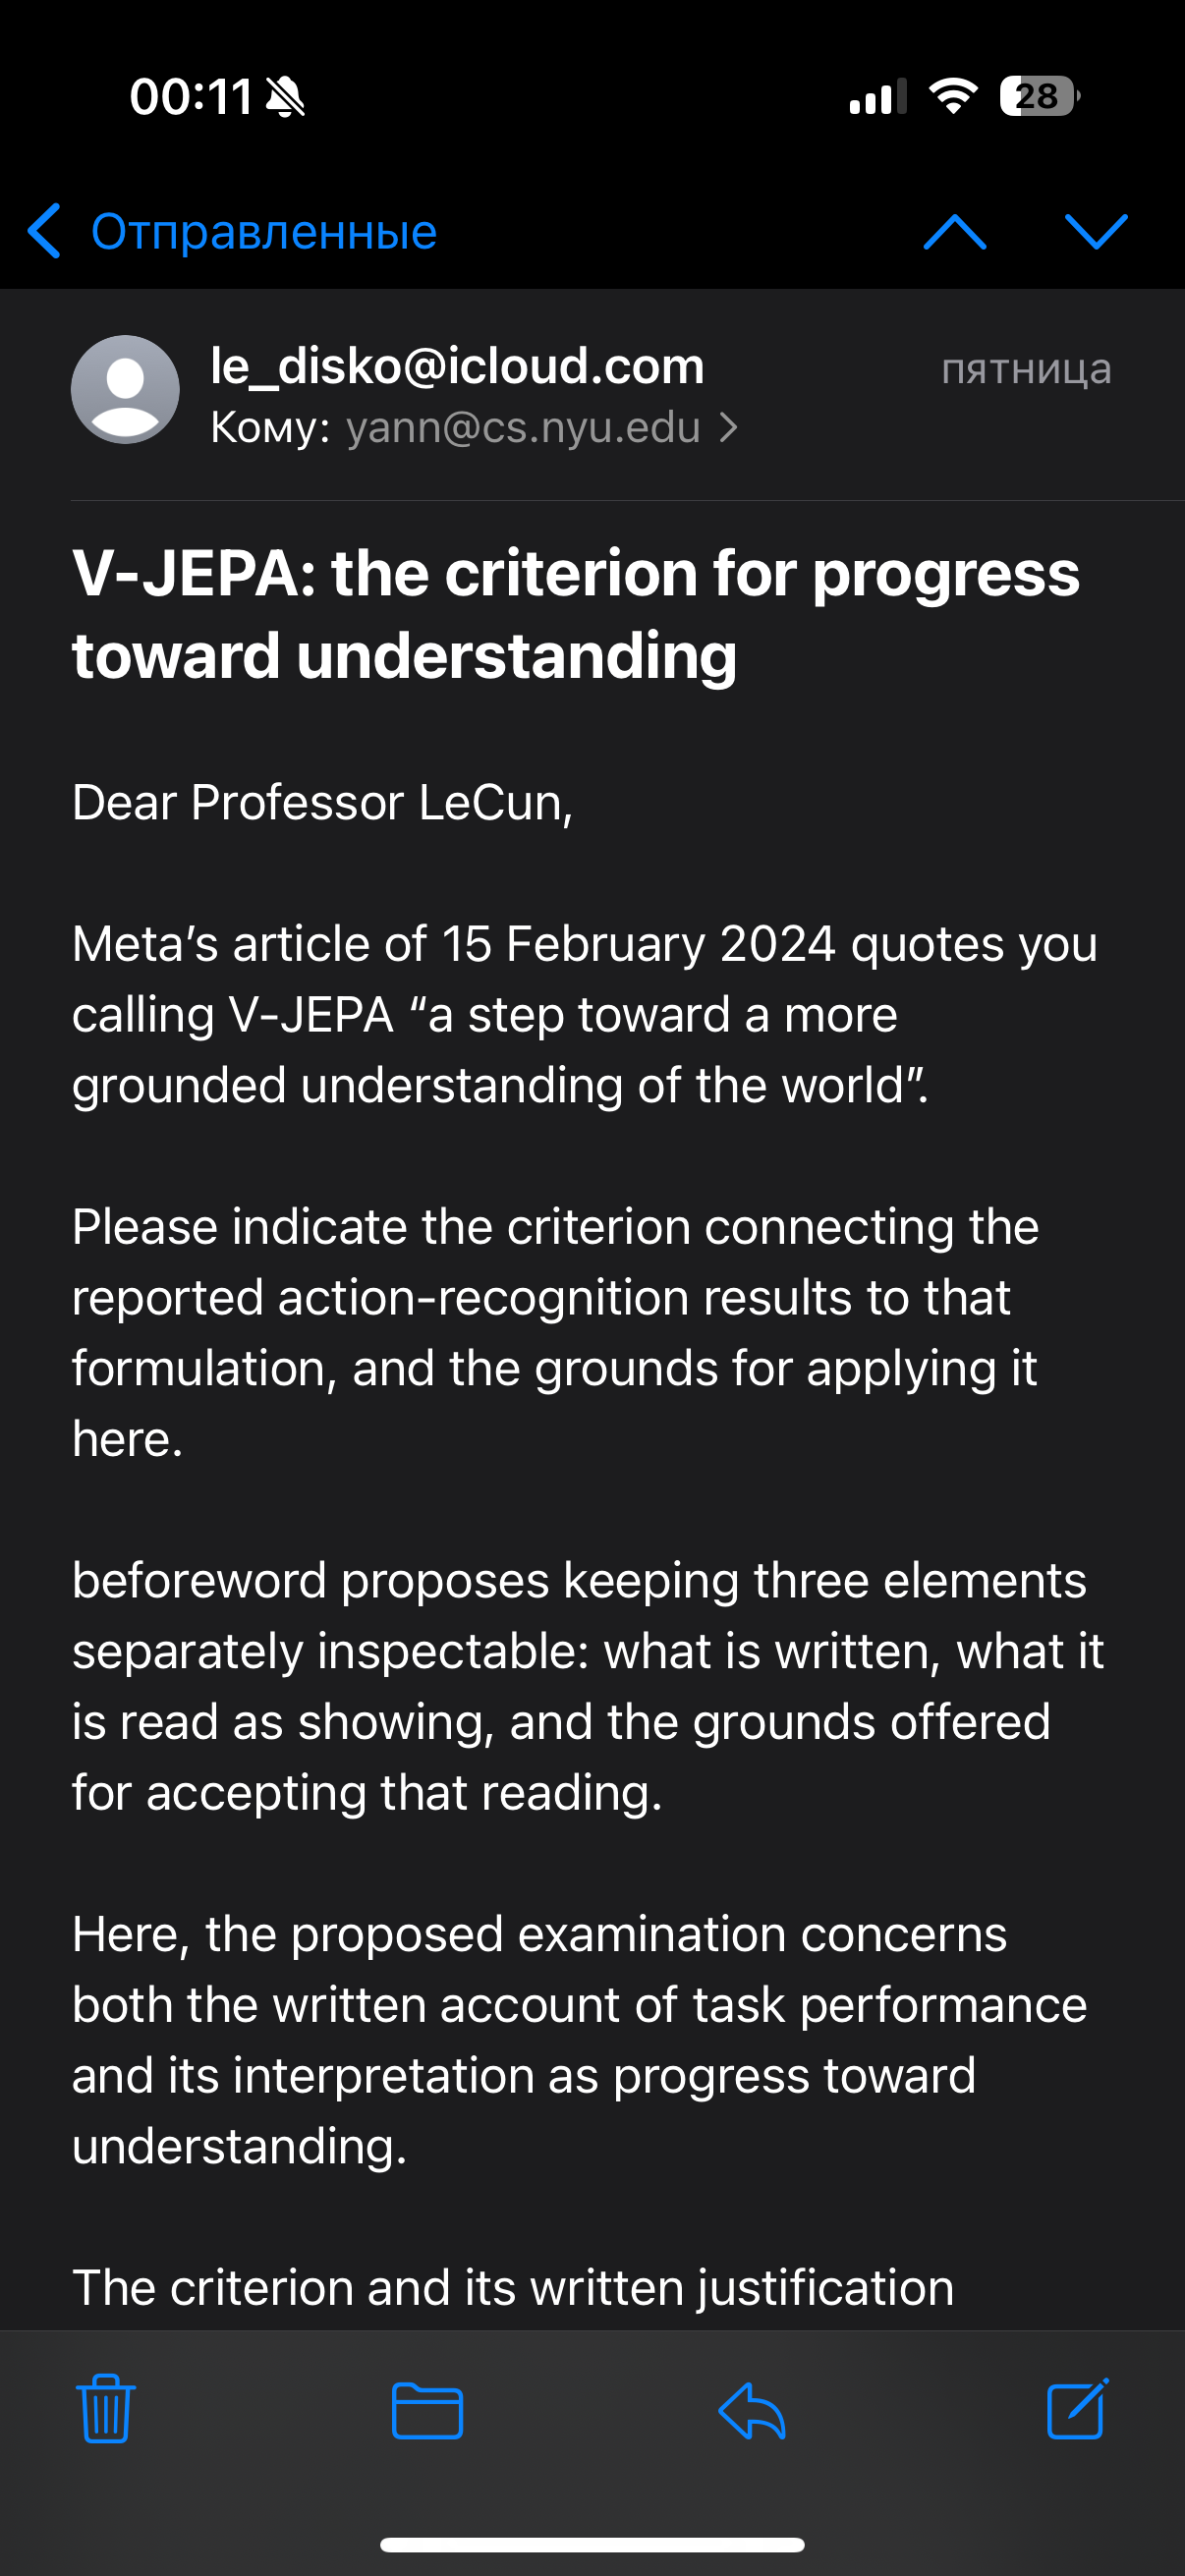 00:11
28
Отправленные
le_disko@icloud.com
пятница
Кому: yann@cs.nyu.edu
V-JEPA: the criterion for progress
toward understanding
Dear Professor LeCun,
Meta’s article of 15 February 2024 quotes you
calling V-JEPA “a step toward a more
grounded understanding of the world”.
Please indicate the criterion connecting the
reported action-recognition results to that
formulation, and the grounds for applying it
here.
beforeword proposes keeping three elements
separately inspectable: what is written, what it
is read as showing, and the grounds offered
for accepting that reading.
Here, the proposed examination concerns
both the written account of task performance
and its interpretation as progress toward
understanding.
The criterion and its written justification